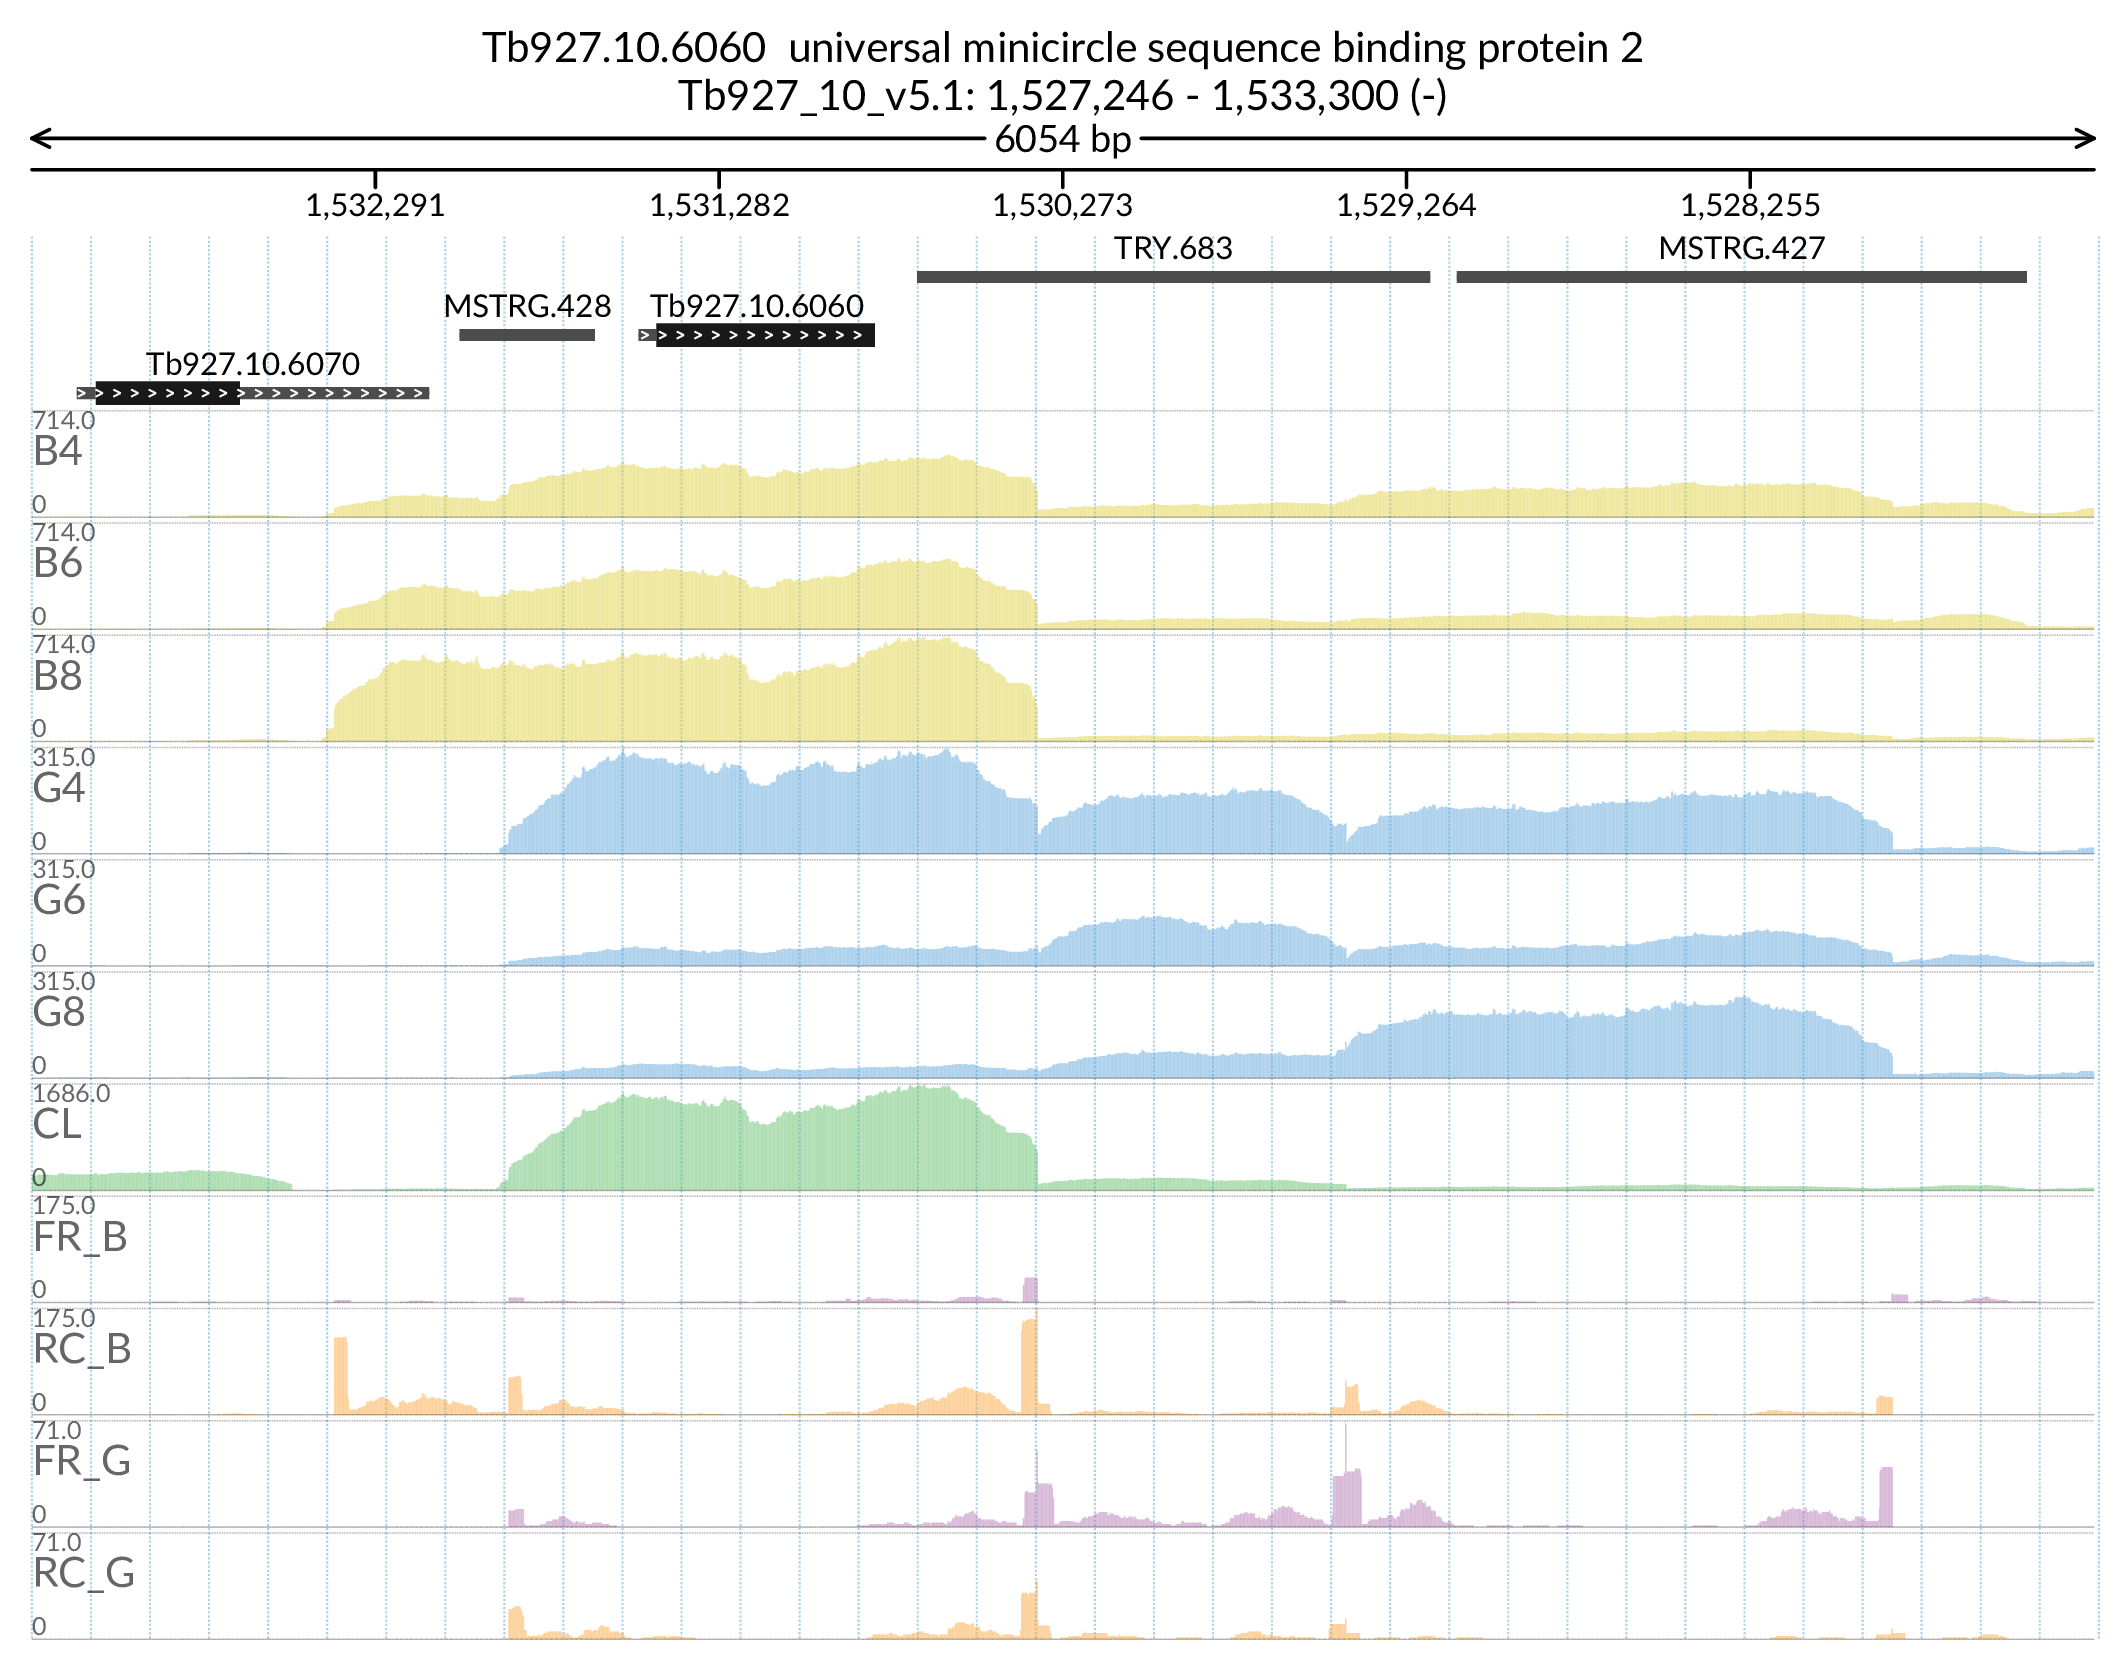 Tb927.10.6060  universal minicircle sequence binding protein 2
Tb927_10_v5.1: 1,527,246 - 1,533,300 (-)
6054 bp
1,532,291 1,531,282 1,530,273 1,529,264 1,528,255
TRY.683 MSTRG.427
MSTRG.428 Tb927.10.6060
Tb927.10.6070
714.0
B4
0
714.0
B6
0
714.0
B8
0
315.0
G4
0
315.0
G6
0
315.0
G8
0
1686.0
CL
0
175.0
FR_B
0
175.0
RC_B
0
71.0
FR_G
0
71.0
RC_G
0